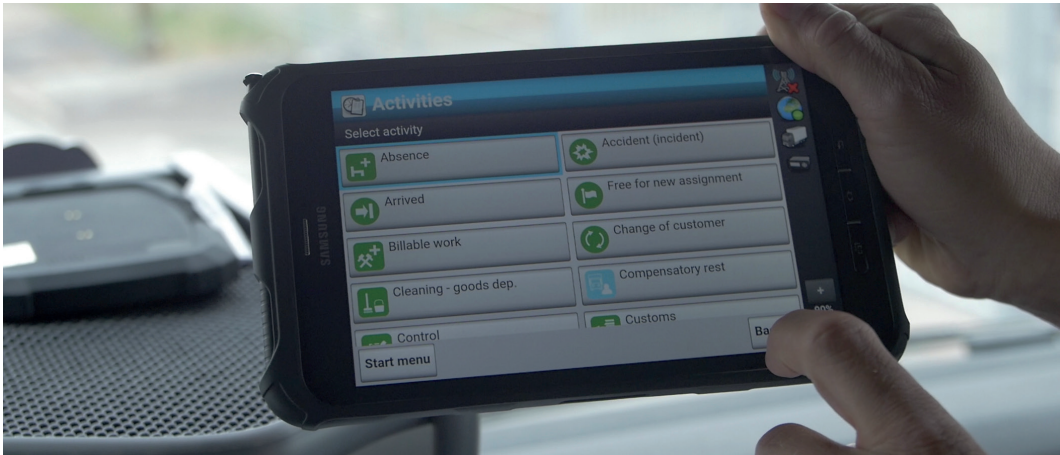 Activities
Select activity
Absence
Accident (incident)
Arrived
Free for new assignment
Billable work
Change of customer
Cleaning - goods dep.
Compensatory rest
Control
Customs
Start menu
+
SAMSUNG